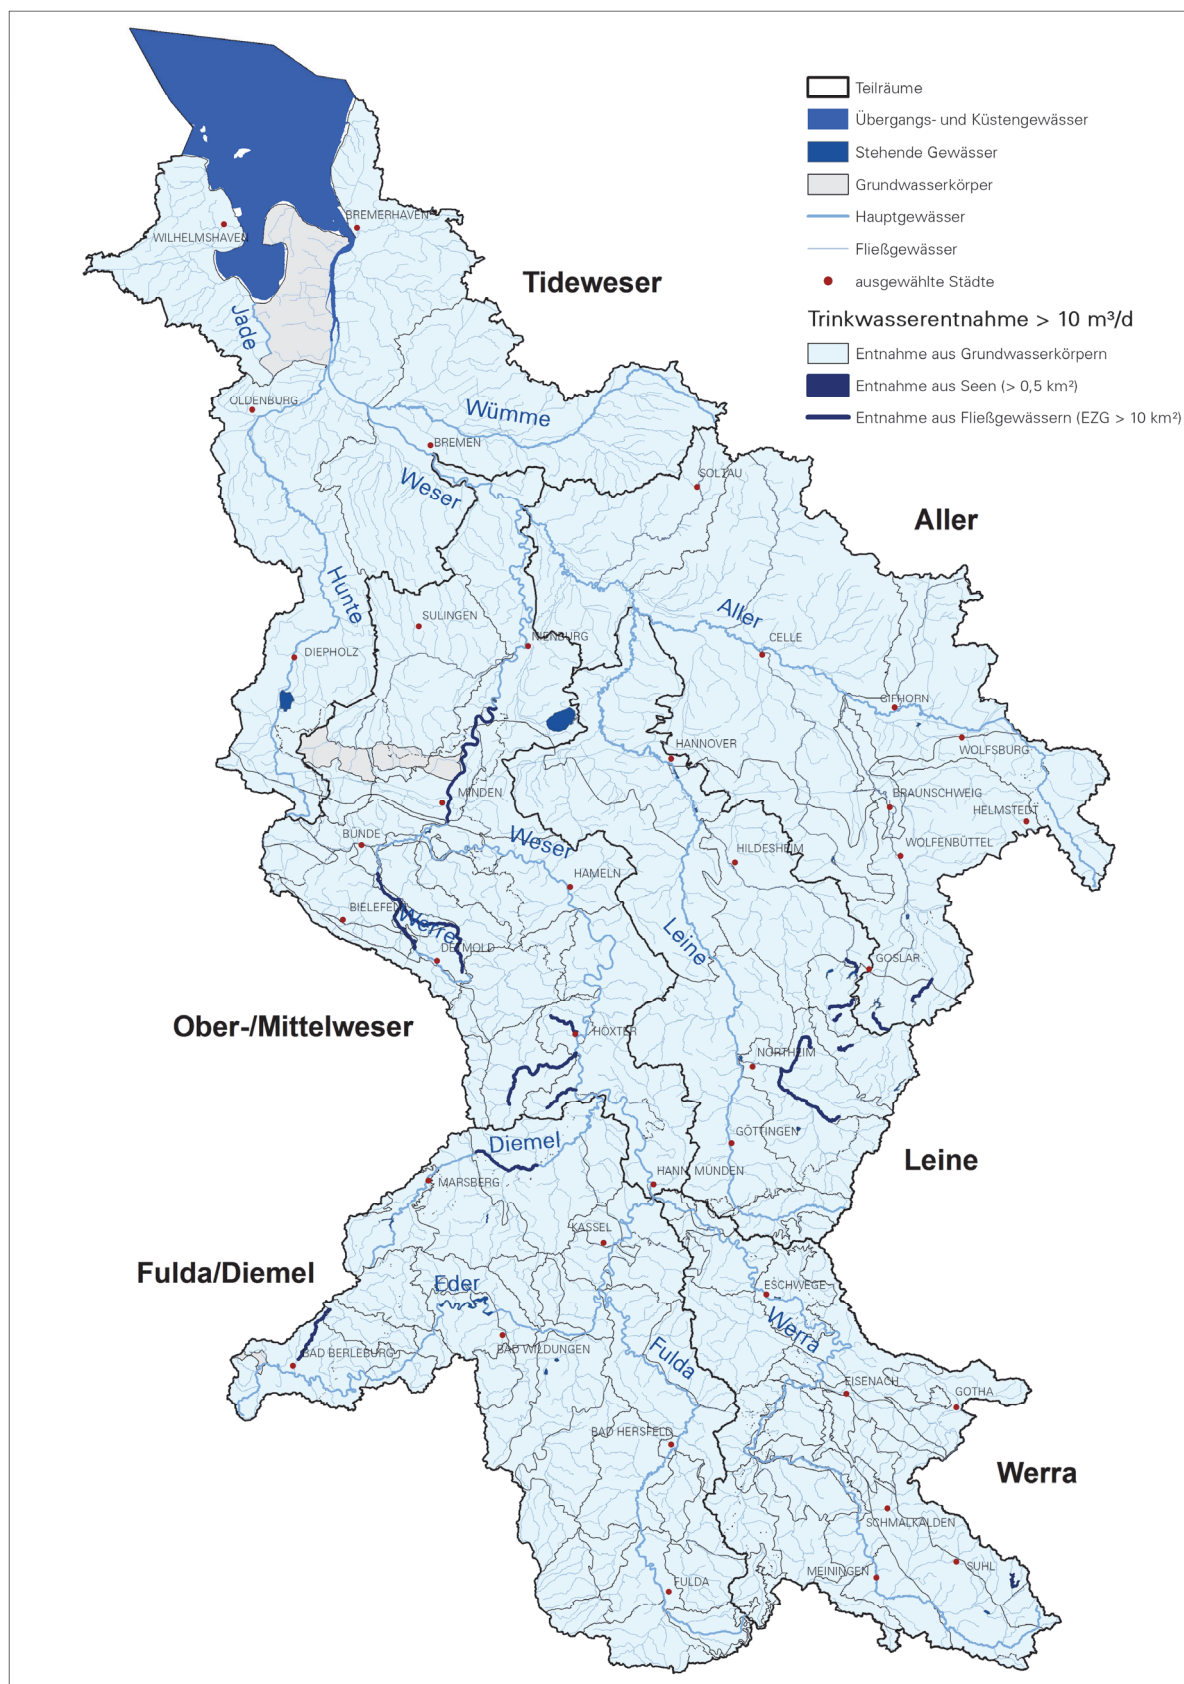 Teilräume
Übergangs- und Küstengewässer
Stehende Gewässer
Grundwasserkörper
Hauptgewässer
Fließgewässer
ausgewählte Städte
Trinkwasserentnahme > 10 m³/d
Entnahme aus Grundwasserkörpern
Entnahme aus Seen (> 0,5 km²)
Entnahme aus Fließgewässern (EZG > 10 km²)
BREMERHAVEN
WILHELMSHAVEN
Tideweser
Jade
OLDENBURG
Wümme
BREMEN
Weser
SOLTAU
Aller
Hunte
SULINGEN
Aller
NIENBURG
CELLE
DIEPHOLZ
GIFHORN
HANNOVER
WOLFSBURG
MINDEN
BRAUNSCHWEIG
HELMSTEDT
BÜNDE
Weser
HILDESHEIM
WOLFENBÜTTEL
HAMELN
BIELEFELD
Werre
Leine
DETMOLD
GOSLAR
Ober-/Mittelweser
HÖXTER
NORTHEIM
GÖTTINGEN
Diemel
Leine
HANN. MÜNDEN
MARSBERG
KASSEL
Fulda/Diemel
Eder
ESCHWEGE
Werra
BAD BERLEBURG
BAD WILDUNGEN
Fulda
EISENACH
GOTHA
BAD HERSFELD
Werra
SCHMALKALDEN
SUHL
MEININGEN
FULDA